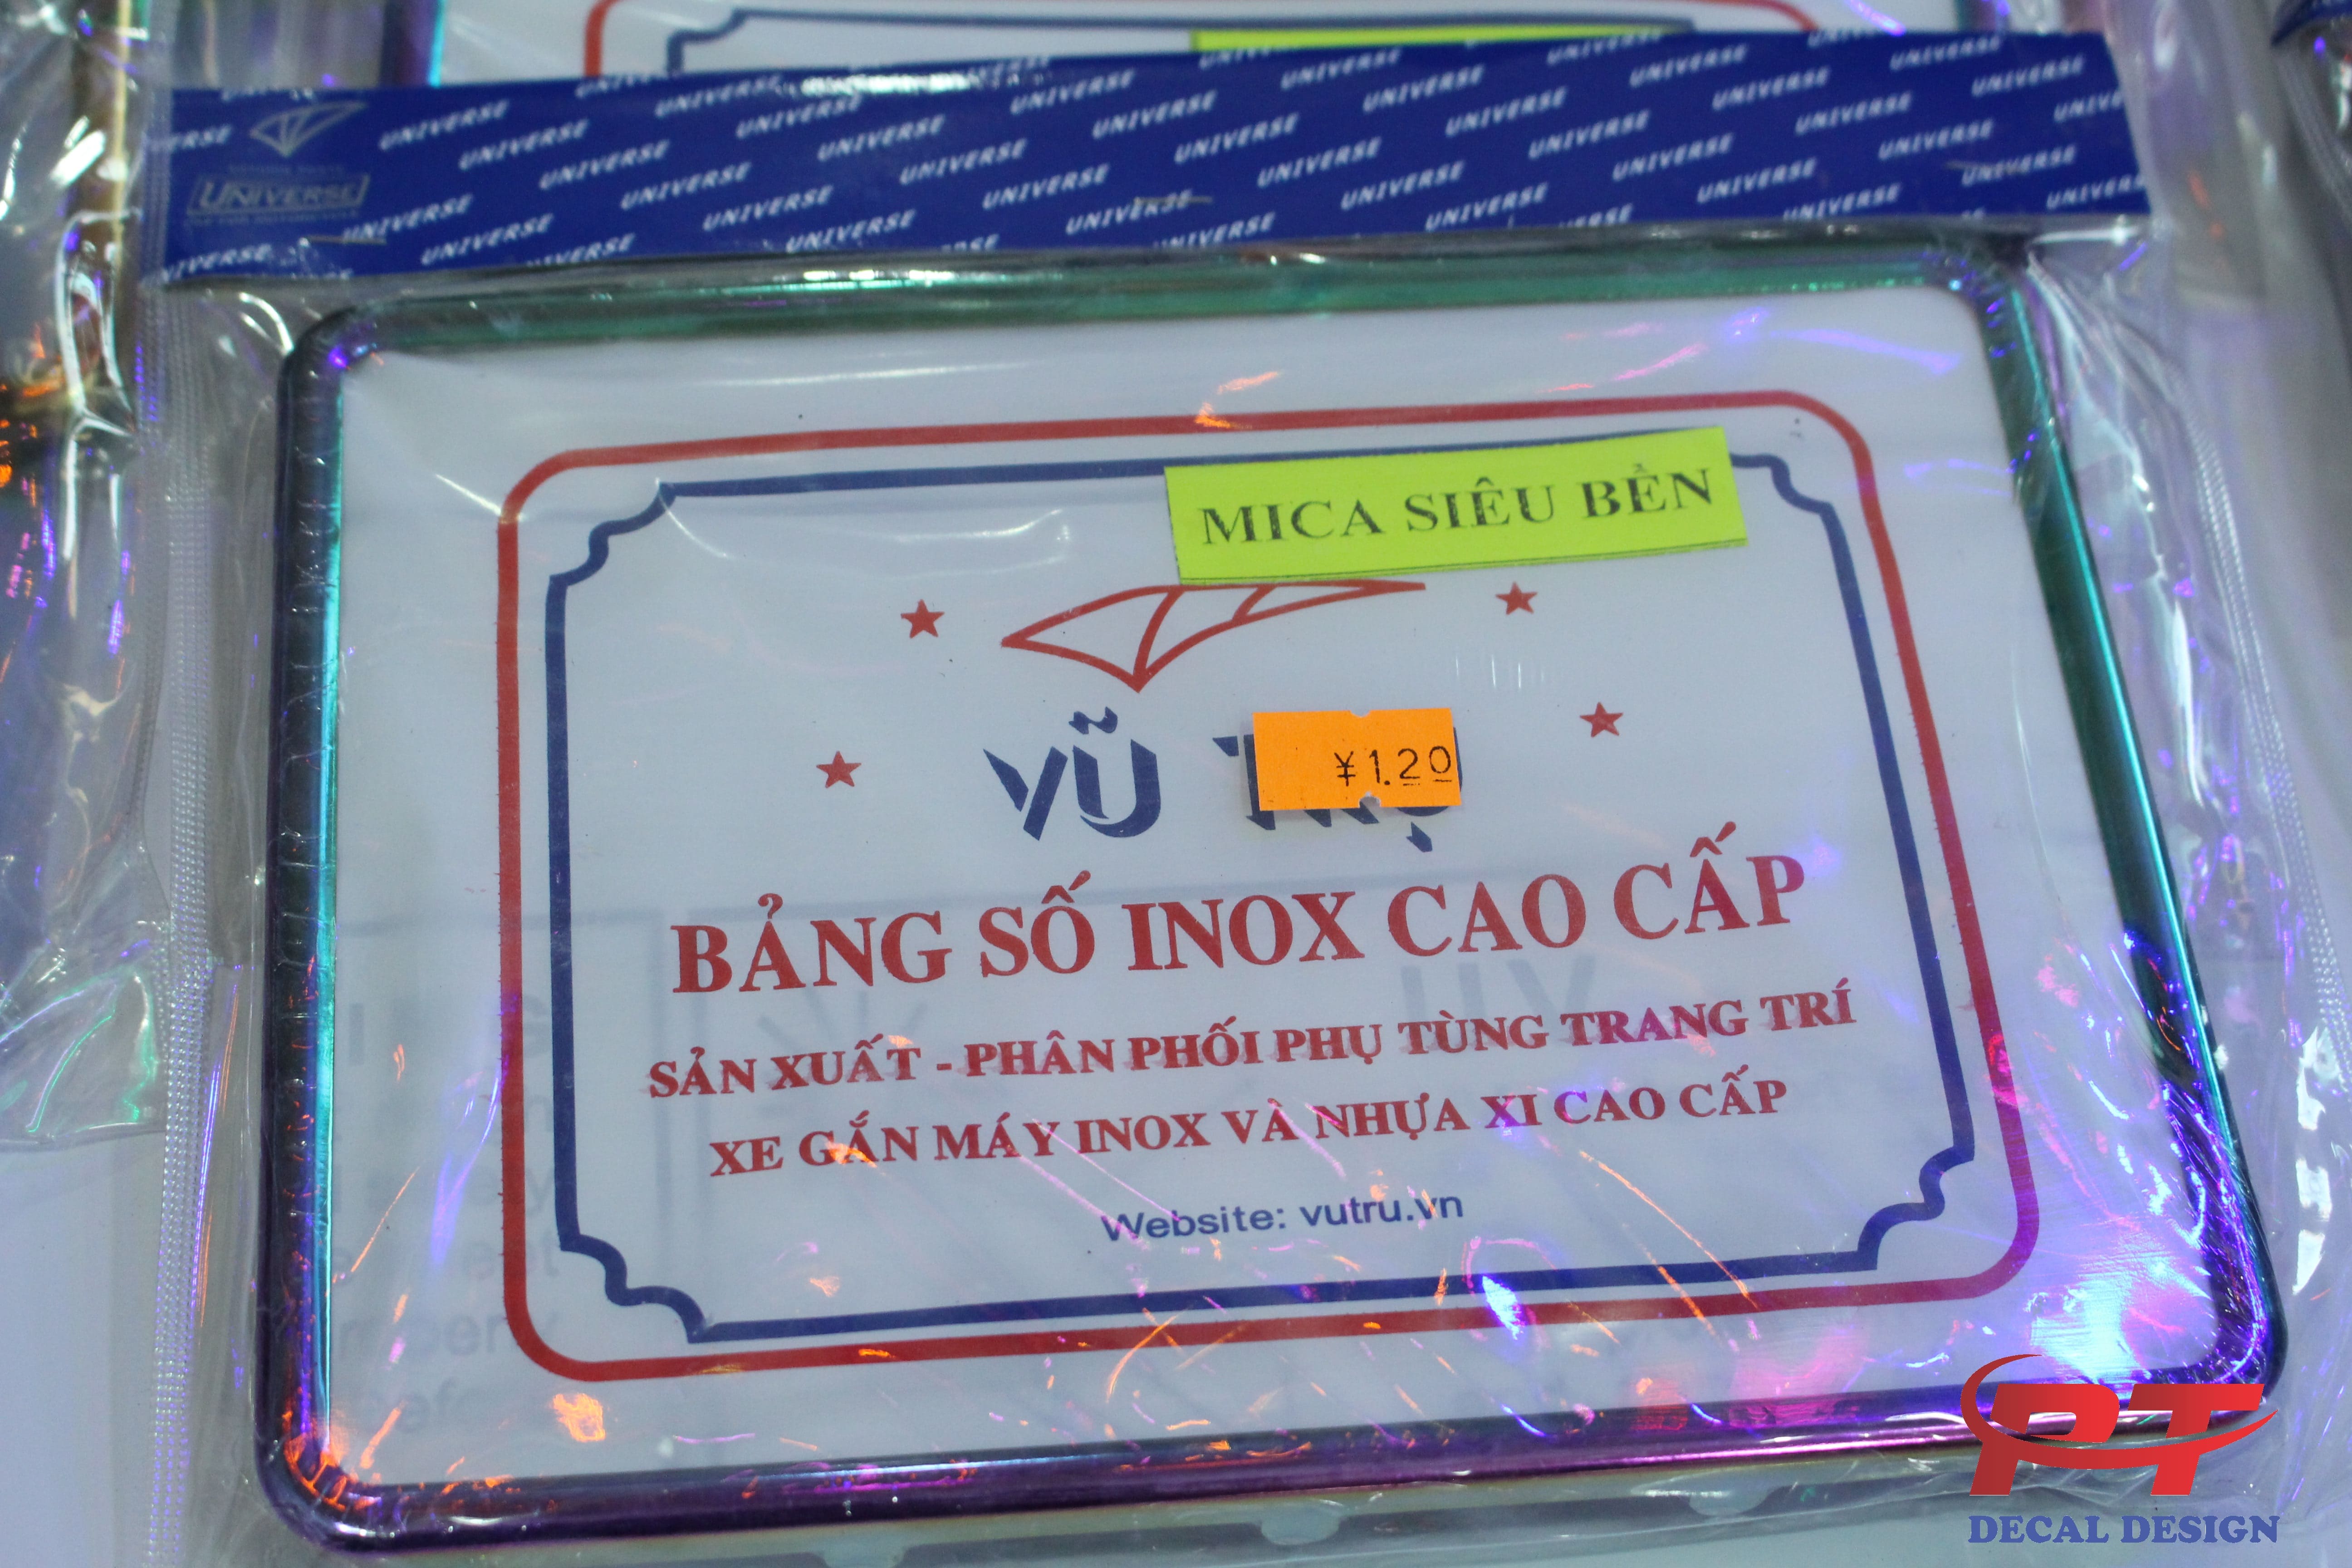 UNIVERSE
MICA SIÊU BỀN
VŨ
¥1.20
BẢNG SỐ INOX CAO CẤP
SẢN XUẤT - PHÂN PHỐI PHỤ TÙNG TRANG TRÍ
XE GẮN MÁY INOX VÀ NHỰA XI CAO CẤP
Website: vutru.vn
PT
DECAL DESIGN